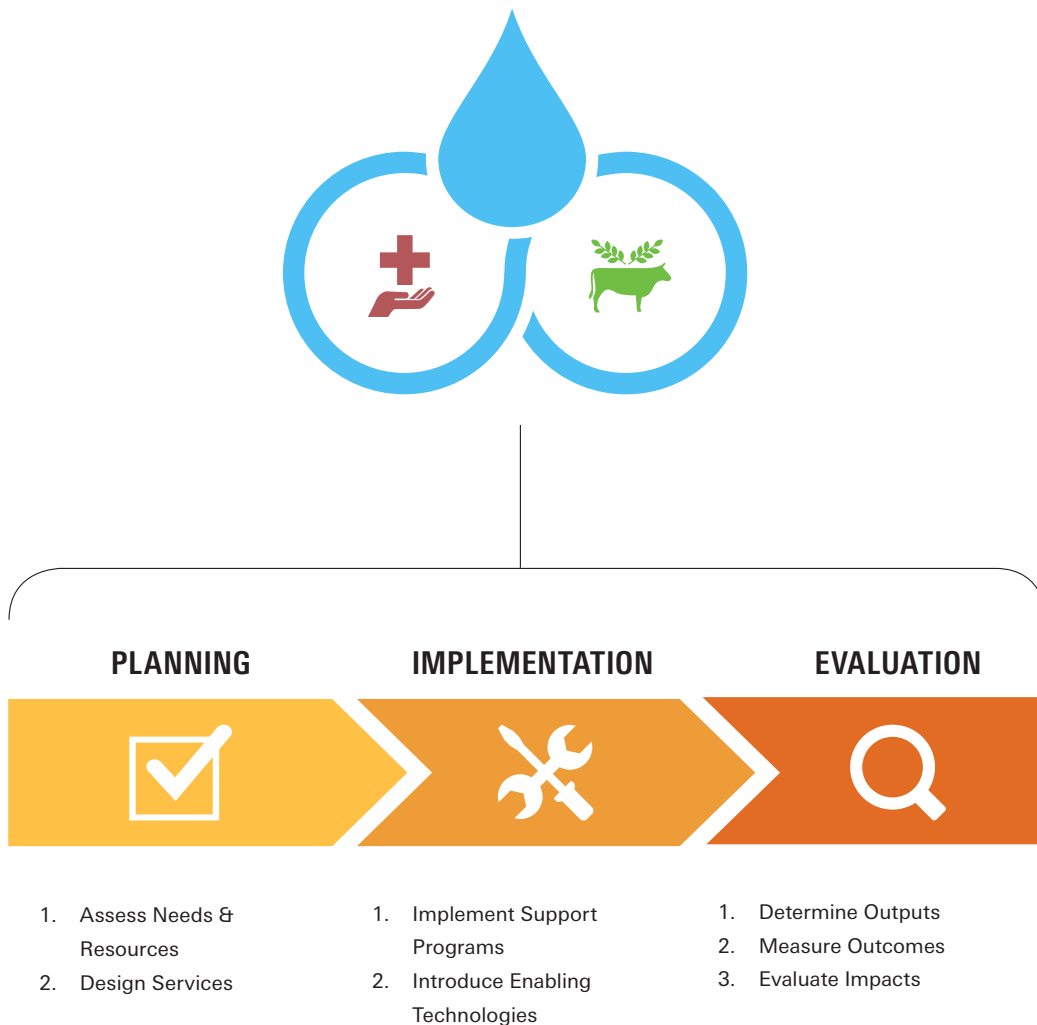 PLANNING
IMPLEMENTATION
EVALUATION
1. Assess Needs &
Resources
2. Design Services
1. Implement Support
Programs
2. Introduce Enabling
Technologies
1. Determine Outputs
2. Measure Outcomes
3. Evaluate Impacts